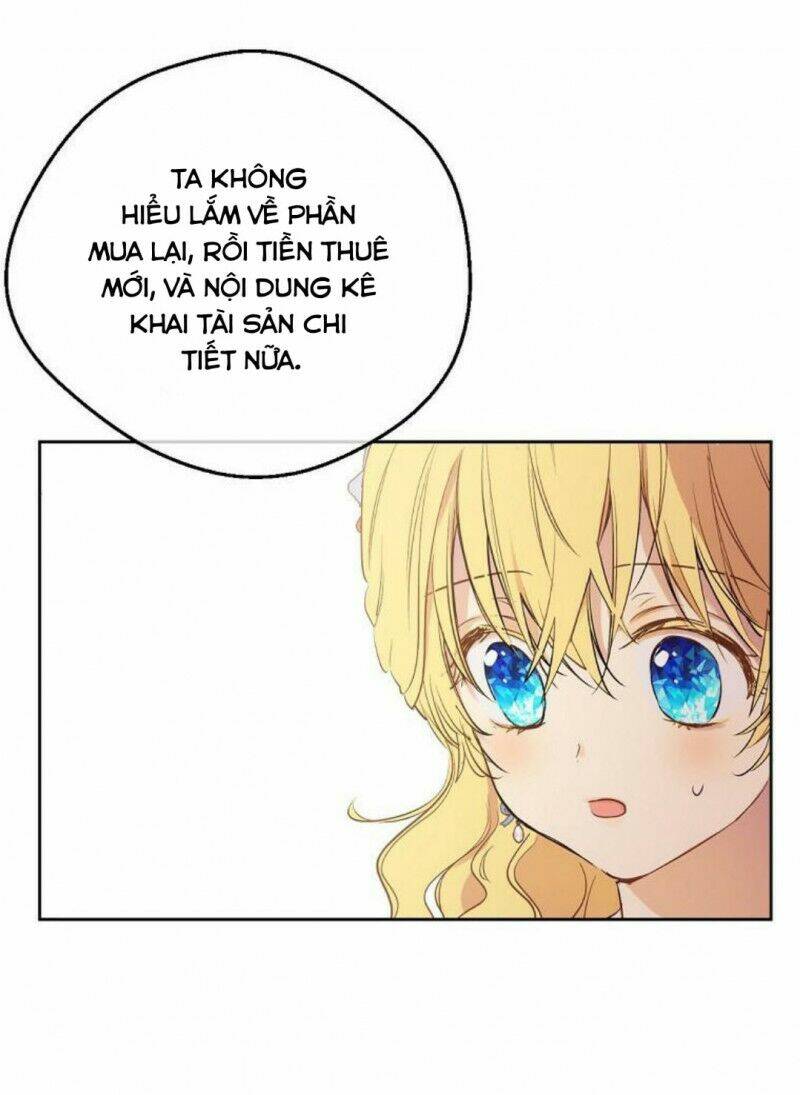 TA KHÔNG
HIỂU LẮM VỀ PHẦN
MUA LẠI, RỒI TIỀN THUÊ
MỚI, VÀ NỘI DUNG KÊ
KHAI TÀI SẢN CHI
TIẾT NỮA.